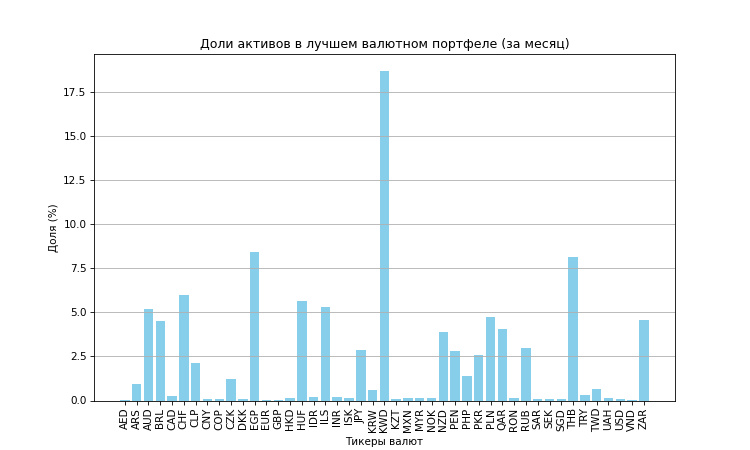 Доли активов в лучшем валютном портфеле (за месяц)
Доля (%)
17.5
15.0
12.5
10.0
7.5
5.0
2.5
0.0
AED ARS AUD BRL CAD CHF CLP CNY COP CZK DKK EGP EUR GBP HKD HUF IDR ILS INR ISK JPY KRW KWD KZT MXN MYR NOK NZD PEN PHP PKR PLN QAR RON RUB SAR SEK SGD THB TRY TWD UAH USD VND ZAR
Тикеры валют